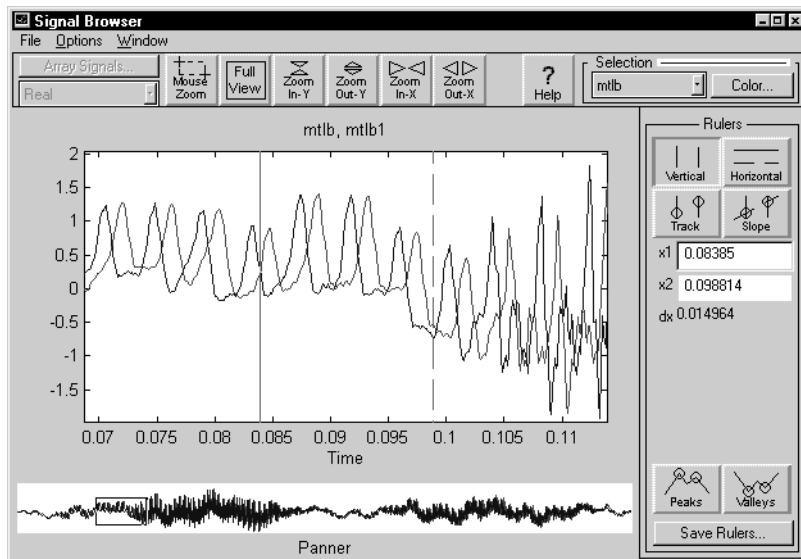 Signal Browser
File Options Window
Array Signals...
Real
Mouse Zoom
Full View
Zoom In-Y
Zoom Out-Y
Zoom In-X
Zoom Out-X
? Help
Selection
mtlb
Color...
mtlb, mtlb1
2
1.5
1
0.5
0
-0.5
-1
-1.5
0.07 0.075 0.08 0.085 0.09 0.095 0.1 0.105 0.11
Time
Panner
Rulers
Vertical Horizontal
Track Slope
x1 0.08385
x2 0.098814
dx 0.014964
Peaks Valleys
Save Rulers...